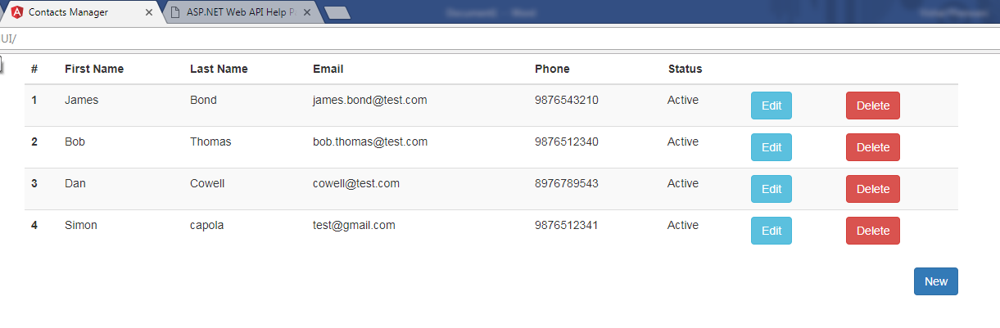 Contacts Manager ASP.NET Web API Help P
UI/
# First Name Last Name Email Phone Status
1 James Bond james.bond@test.com 9876543210 Active Edit Delete
2 Bob Thomas bob.thomas@test.com 9876512340 Active Edit Delete
3 Dan Cowell cowell@test.com 8976789543 Active Edit Delete
4 Simon capola test@gmail.com 9876512341 Active Edit Delete
New